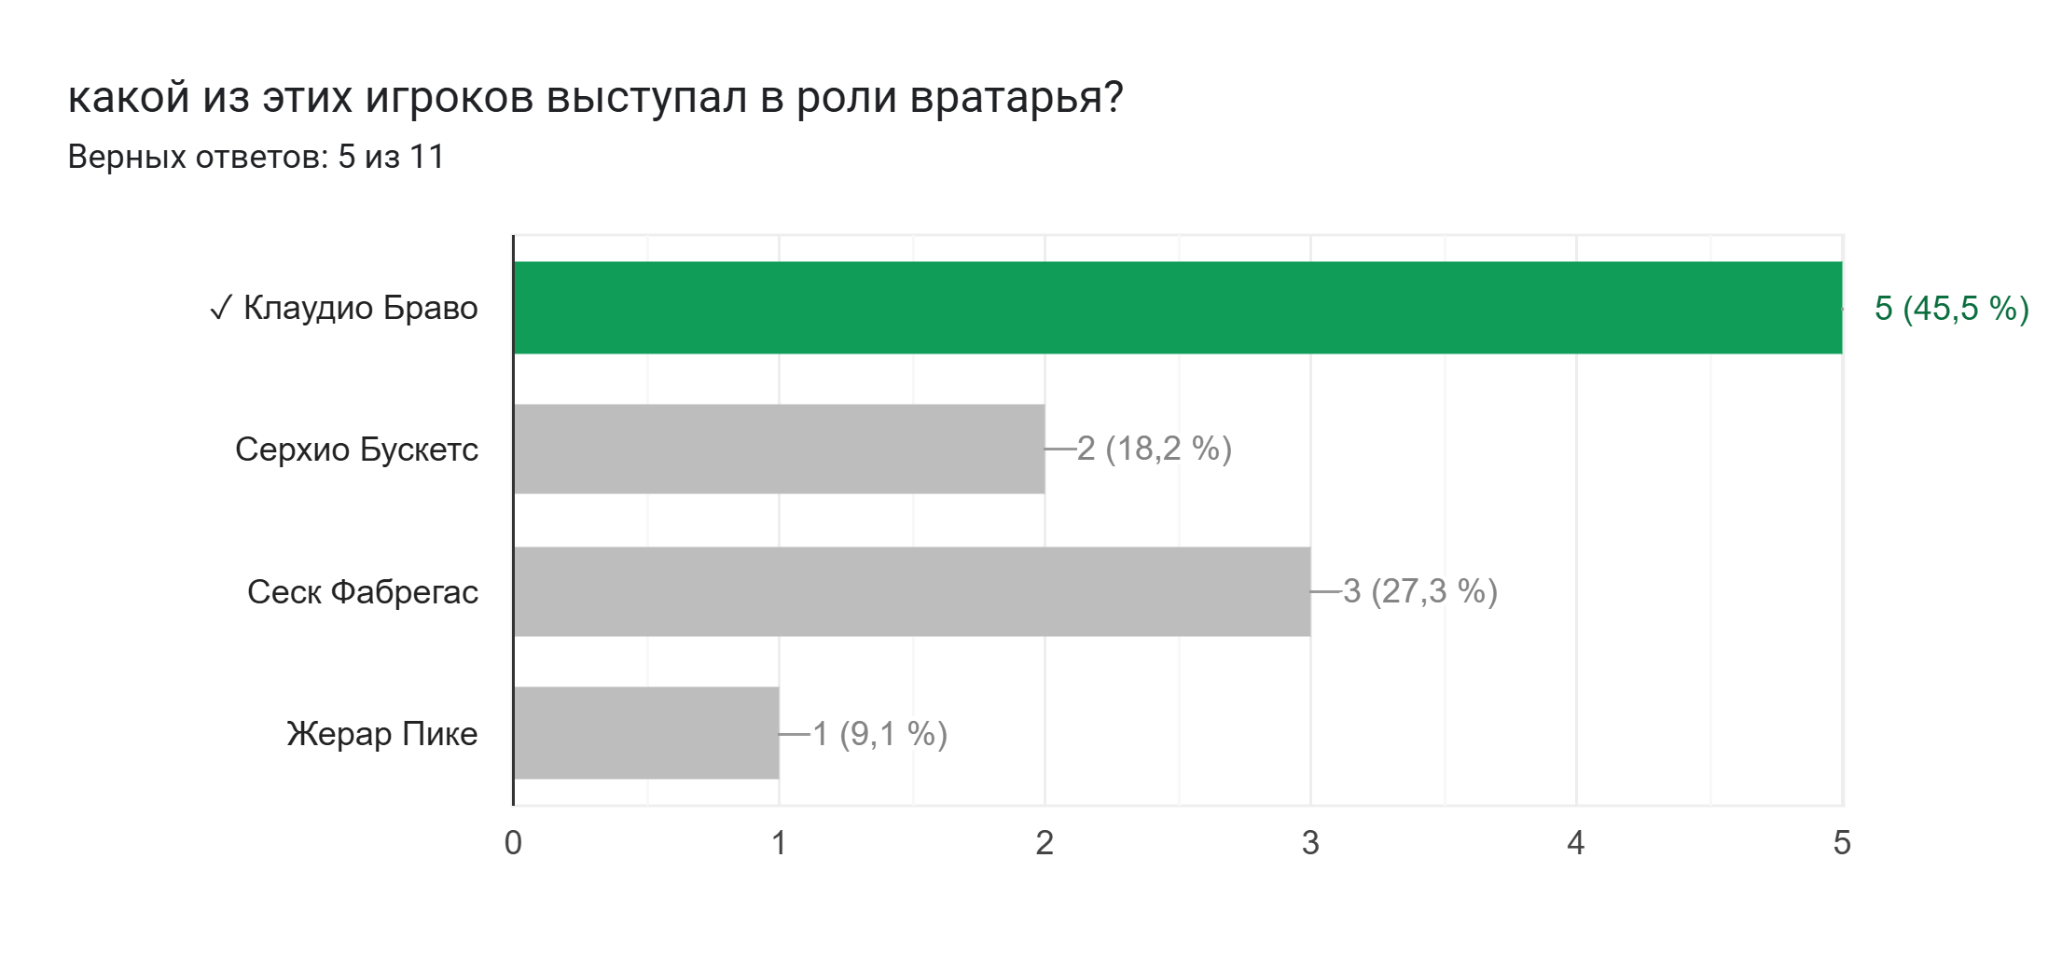 какой из этих игроков выступал в роли вратарья?
Верных ответов: 5 из 11
✓ Клаудио Браво
5 (45,5 %)
Серхио Бускетс
2 (18,2 %)
Сеск Фабрегас
3 (27,3 %)
Жерар Пике
1 (9,1 %)
0 1 2 3 4 5